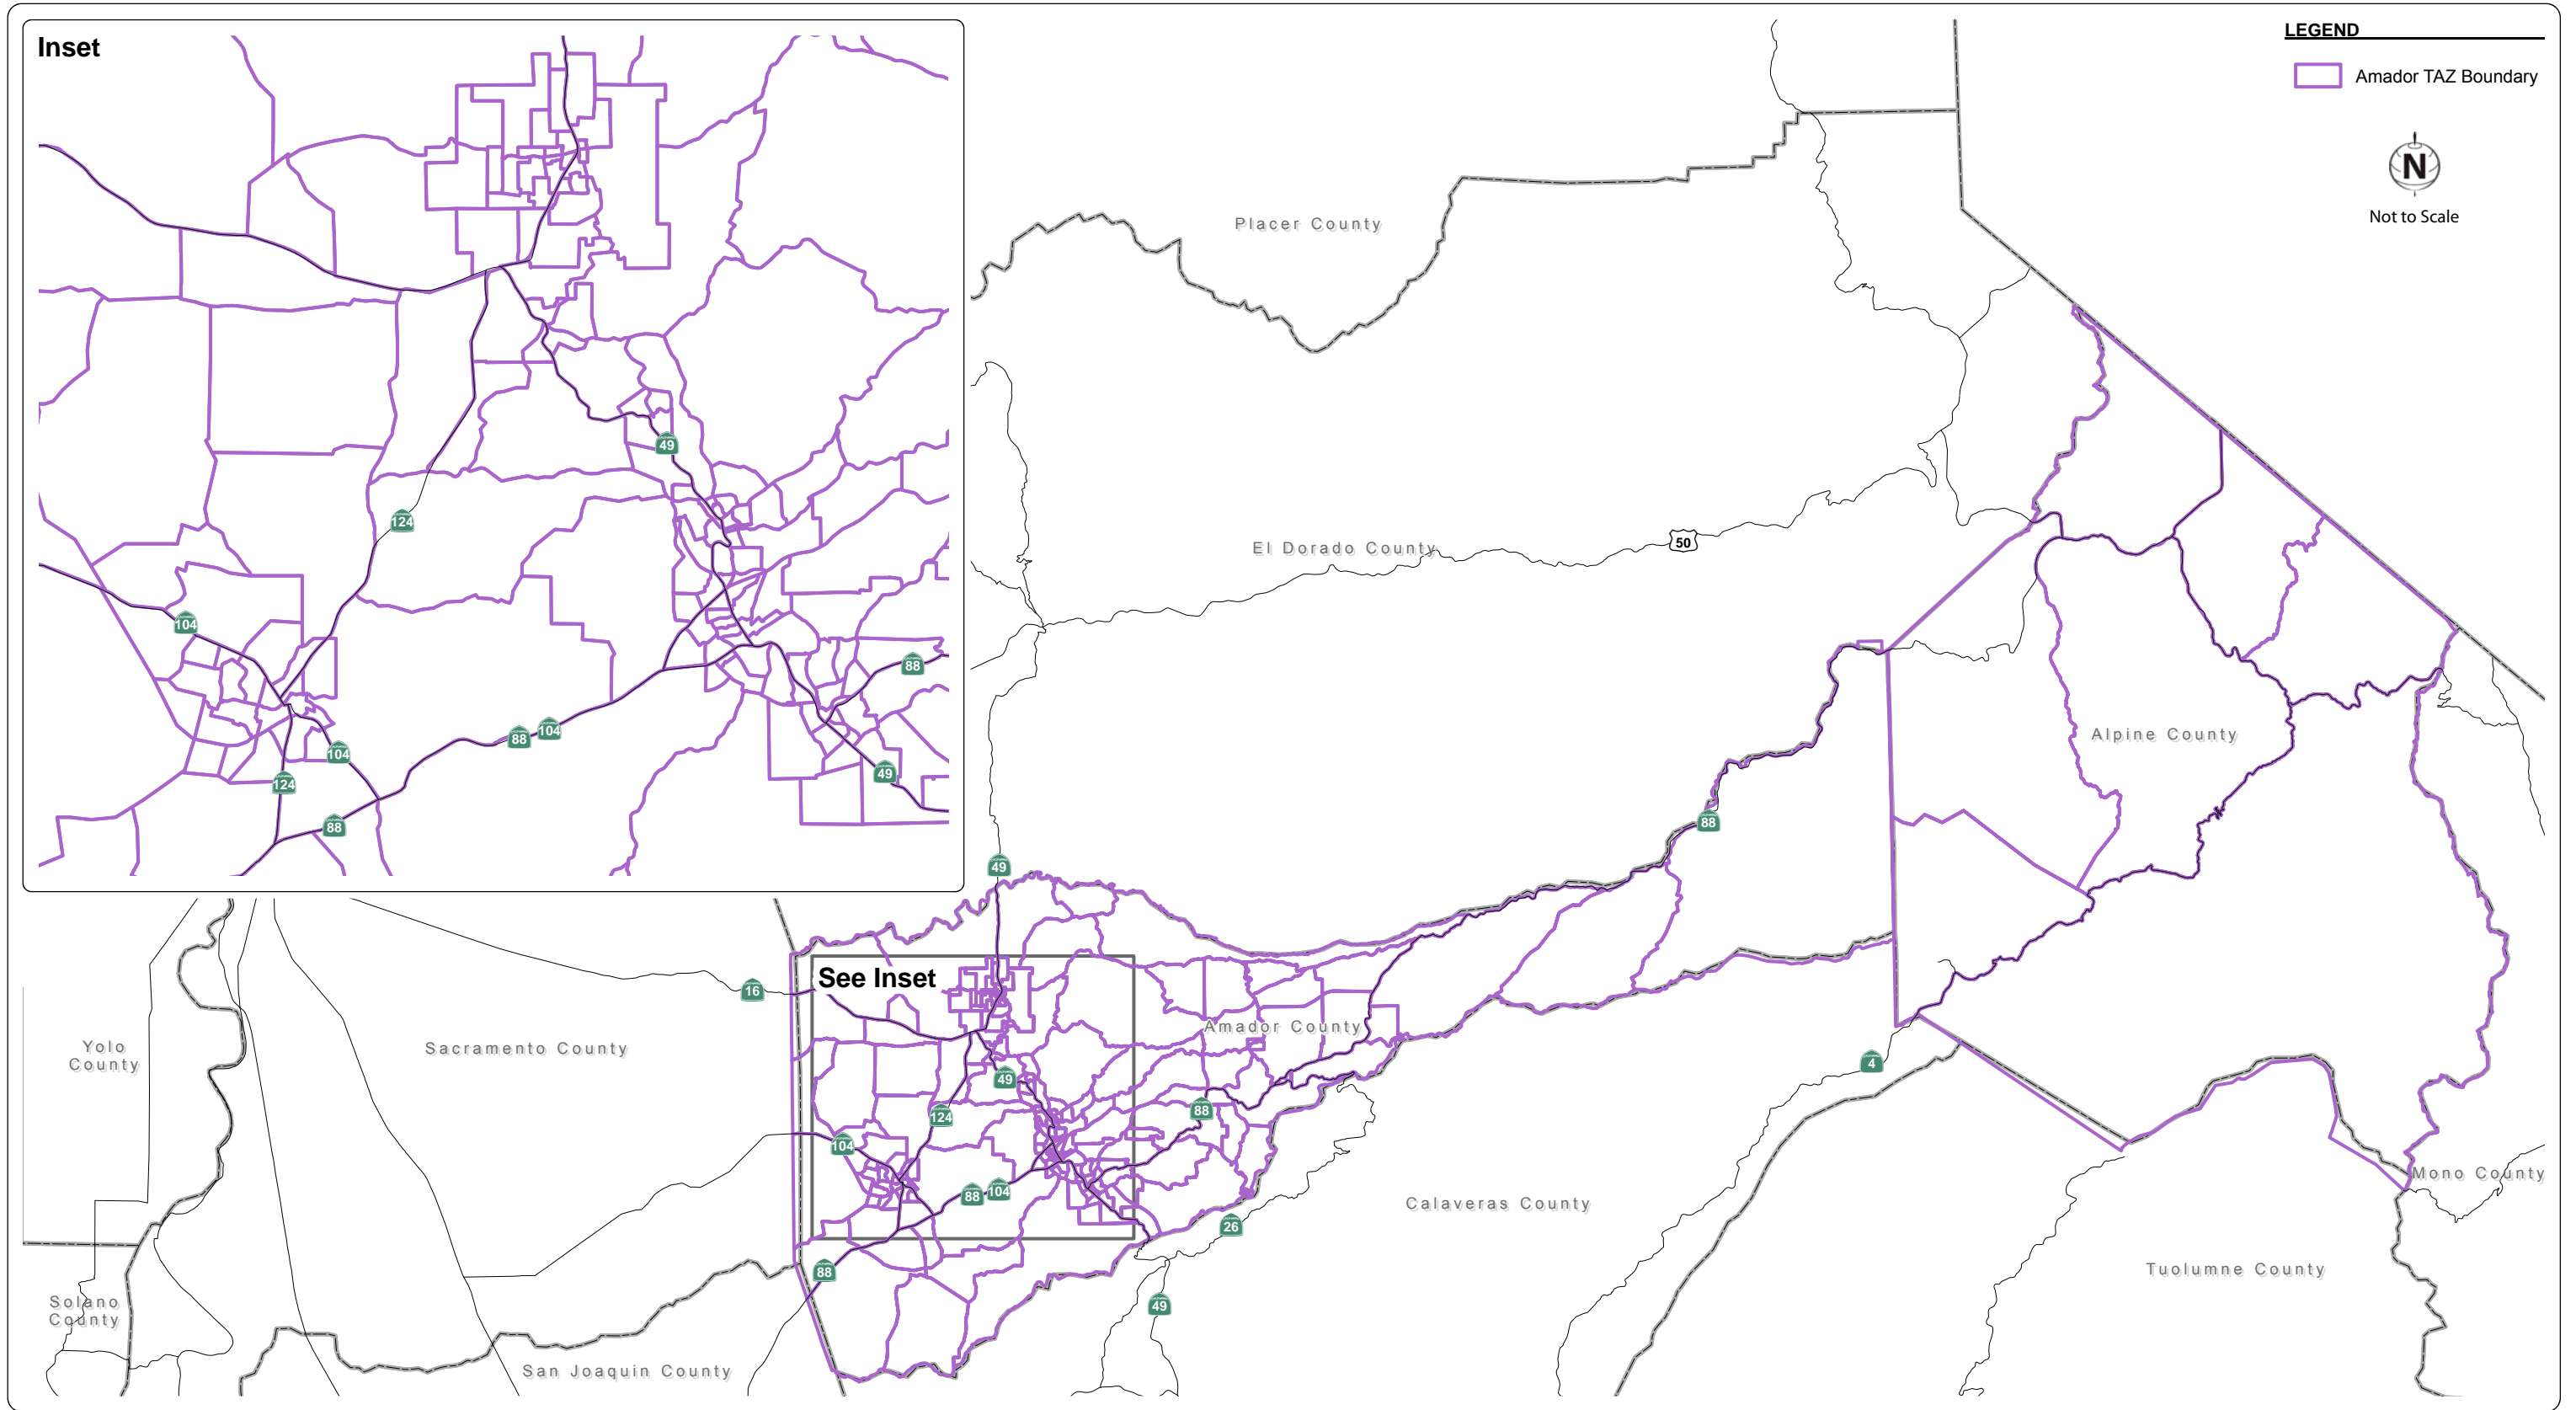 Inset
49
124
104
88
88
104
104
124
49
88
LEGEND
Amador TAZ Boundary
N
Not to Scale
Placer County
El Dorado County
50
Alpine County
88
49
See Inset
16
Amador County
Yolo
County
Sacramento County
49
4
88
124
104
Mono County
88
104
Calaveras County
26
88
Tuolumne County
Solano
County
49
San Joaquin County